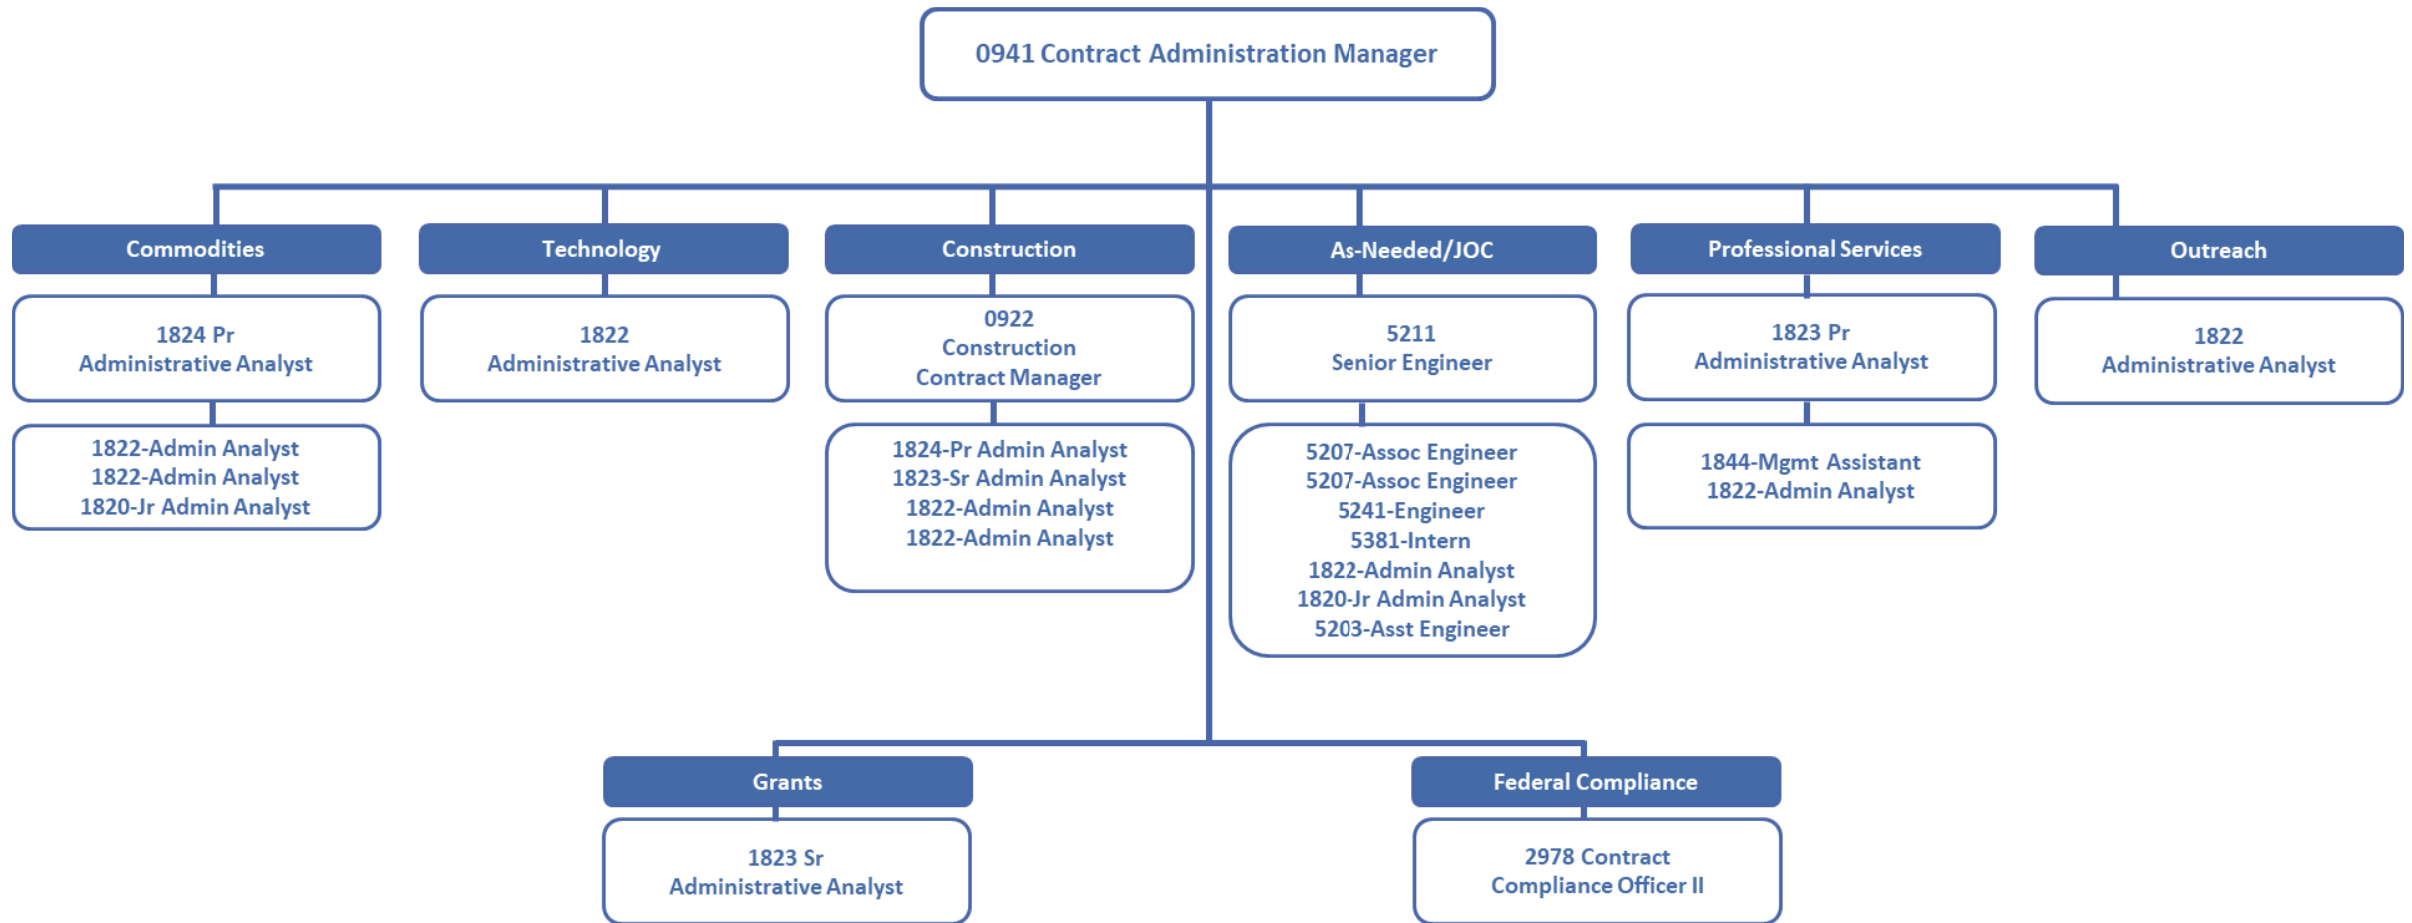 0941 Contract Administration Manager
Commodities
1824 Pr
Administrative Analyst
1822-Admin Analyst
1822-Admin Analyst
1820-Jr Admin Analyst
Technology
1822
Administrative Analyst
Construction
0922
Construction
Contract Manager
1824-Pr Admin Analyst
1823-Sr Admin Analyst
1822-Admin Analyst
1822-Admin Analyst
As-Needed/JOC
5211
Senior Engineer
5207-Assoc Engineer
5207-Assoc Engineer
5241-Engineer
5381-Intern
1822-Admin Analyst
1820-Jr Admin Analyst
5203-Asst Engineer
Professional Services
1823 Pr
Administrative Analyst
1844-Mgmt Assistant
1822-Admin Analyst
Outreach
1822
Administrative Analyst
Grants
1823 Sr
Administrative Analyst
Federal Compliance
2978 Contract
Compliance Officer II